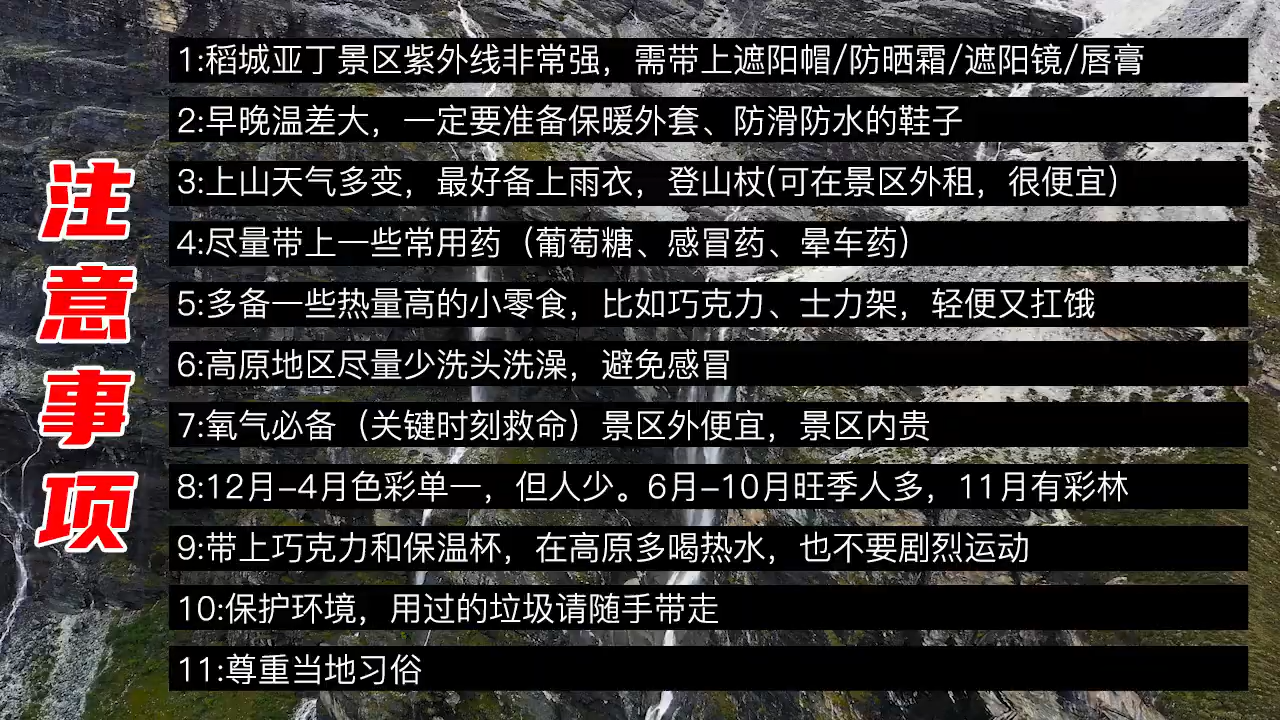 注意事项
1:稻城亚丁景区紫外线非常强，需带上遮阳帽/防晒霜/遮阳镜/唇膏
2:早晚温差大，一定要准备保暖外套、防滑防水的鞋子
3:上山天气多变，最好备上雨衣，登山杖(可在景区外租，很便宜)
4:尽量带上一些常用药（葡萄糖、感冒药、晕车药）
5:多备一些热量高的小零食，比如巧克力、士力架，轻便又扛饿
6:高原地区尽量少洗头洗澡，避免感冒
7:氧气必备（关键时刻救命）景区外便宜，景区内贵
8:12月-4月色彩单一，但人少。6月-10月旺季人多，11月有彩林
9:带上巧克力和保温杯，在高原多喝热水，也不要剧烈运动
10:保护环境，用过的垃圾请随手带走
11:尊重当地习俗